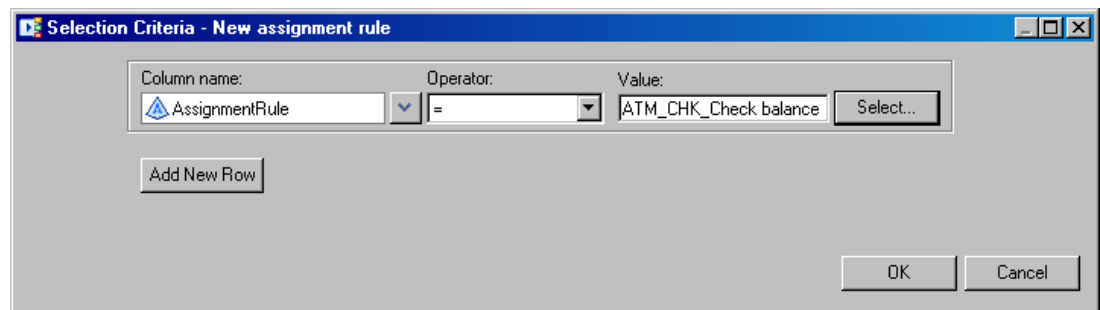 Selection Criteria - New assignment rule
Column name: Operator: Value:
AssignmentRule = ATM_CHK_Check balance Select...
Add New Row
OK Cancel